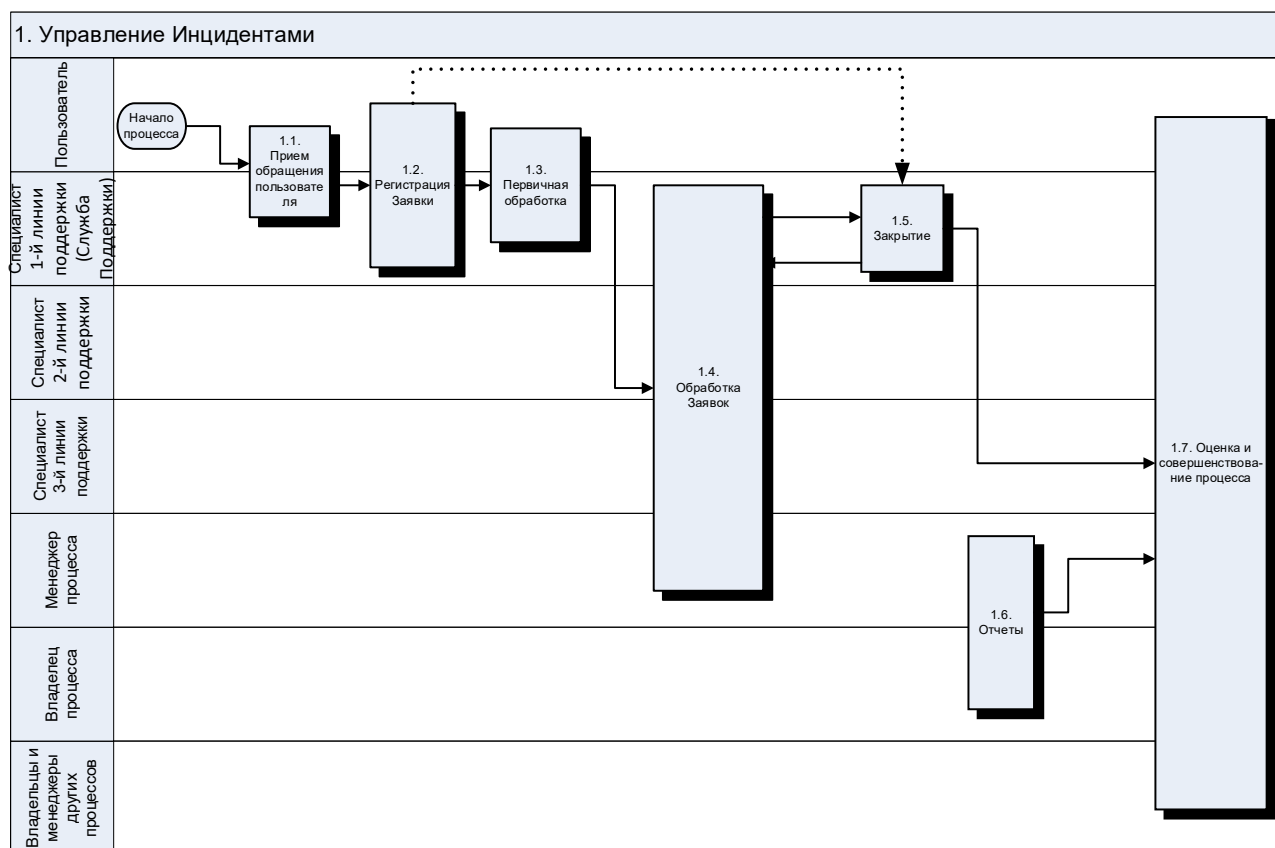 1. Управление Инцидентами
Пользователь
Начало
процесса
1.1.
Прием
обращения
пользовате
ля
1.2.
Регистрация
Заявки
1.3.
Первичная
обработка
Специалист
1-й линии
поддержки
(Служба
Поддержки)
1.5.
Закрытие
Специалист
2-й линии
поддержки
1.4.
Обработка
Заявок
Специалист
3-й линии
поддержки
1.7. Оценка и
совершенствова-
ние процесса
Менеджер
процесса
1.6.
Отчеты
Владелец
процесса
Владельцы и
менеджеры
других
процессов